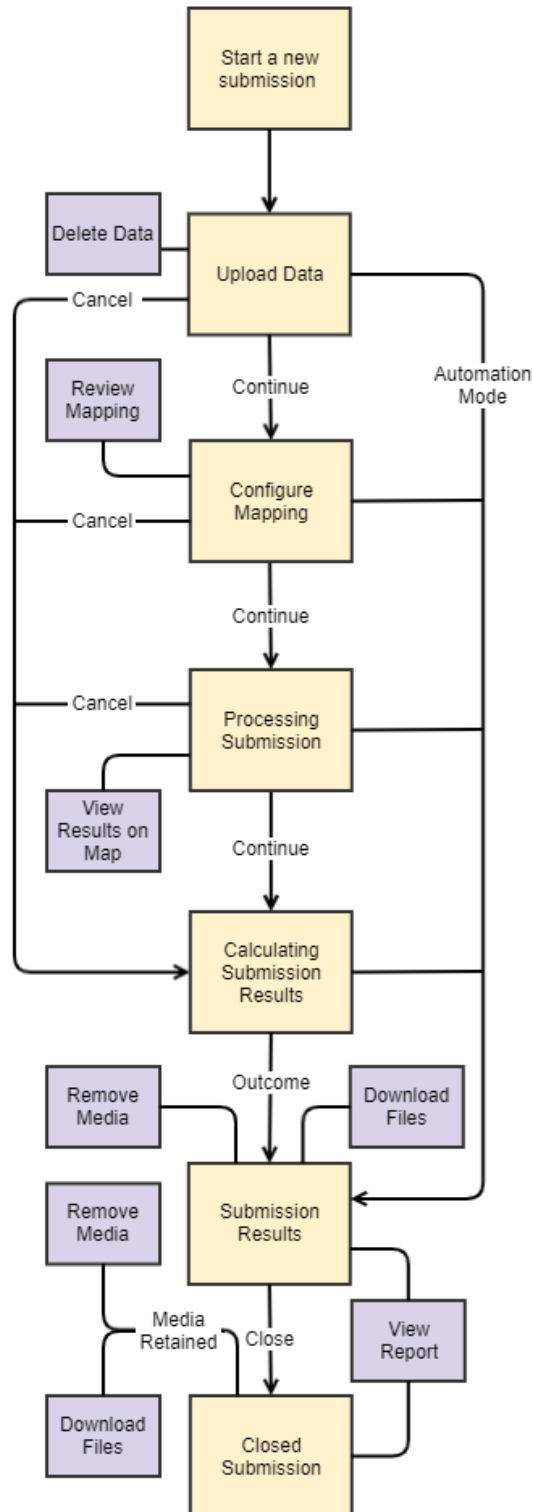 Start a new
submission
Delete Data
Upload Data
Cancel
Continue
Automation
Mode
Review
Mapping
Configure
Mapping
Cancel
Continue
Cancel
Processing
Submission
View
Results on
Map
Continue
Calculating
Submission
Results
Outcome
Remove
Media
Download
Files
Remove
Media
Submission
Results
Media
Retained
Close
View
Report
Download
Files
Closed
Submission